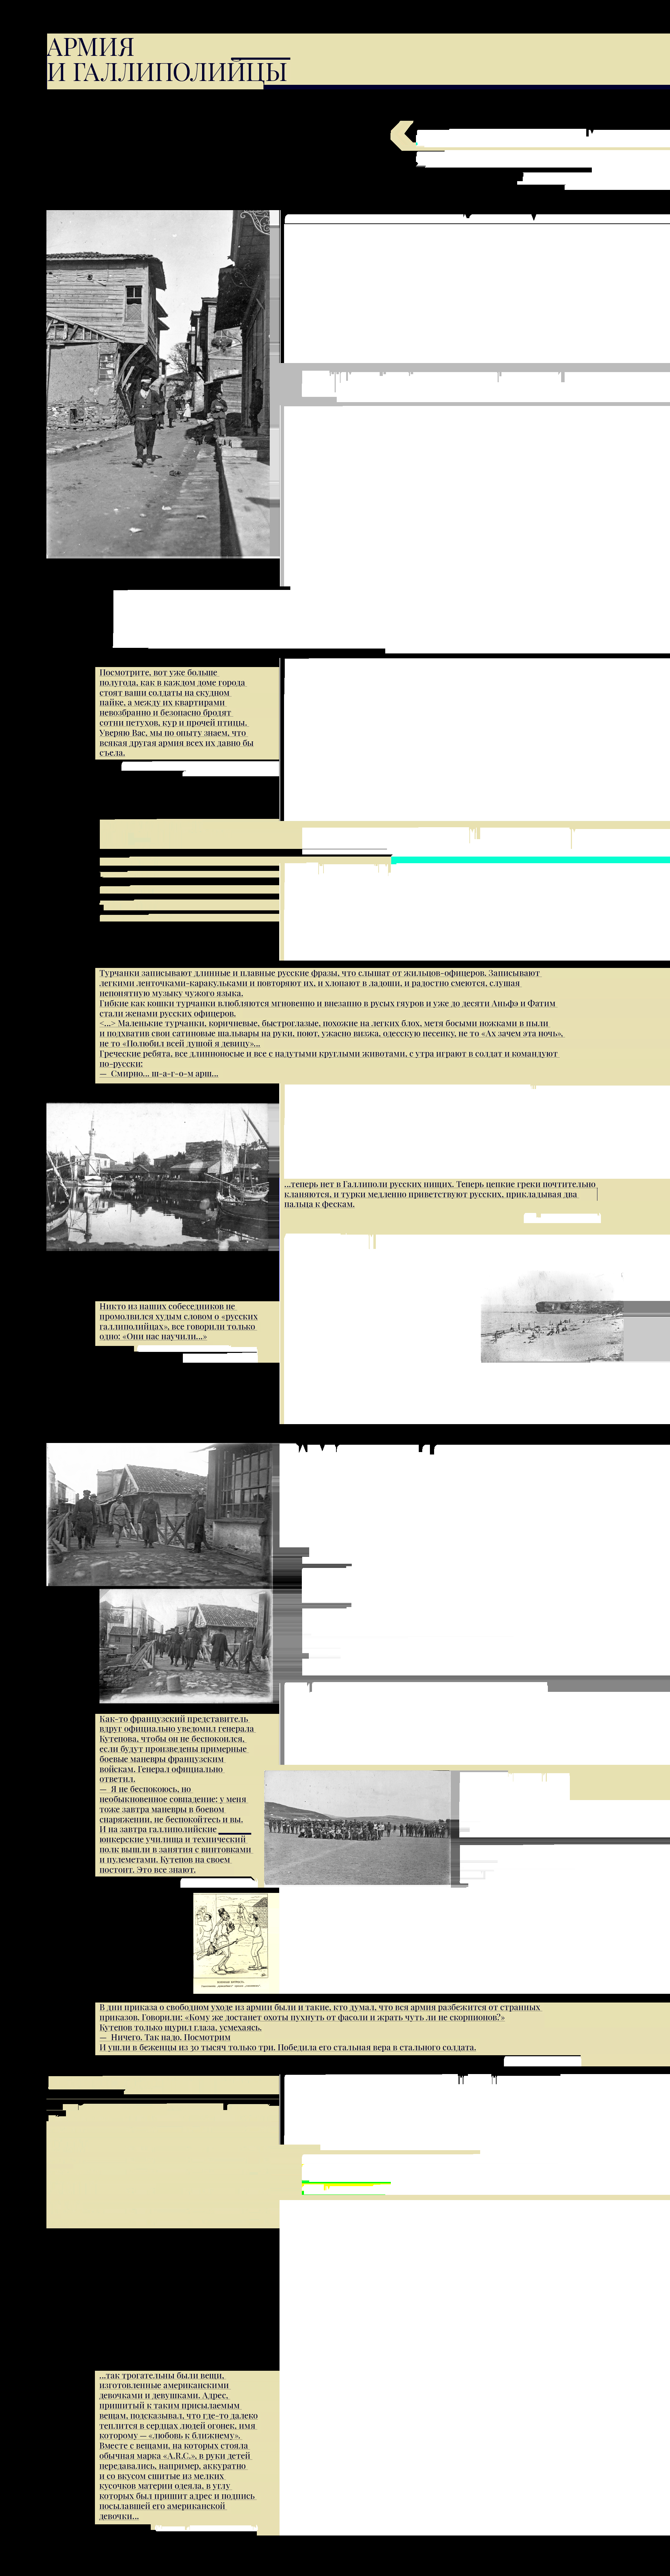 АРМИЯ
И ГАЛЛИПОЛИЙЦЫ
Посмотрите, вот уже больше
полугода, как в каждом доме города
стоят ваши солдаты на скудном
пайке, а между их квартирами
невозбранно и безопасно бродят
сотни петухов, кур и прочей птицы.
Уверяю Вас, мы по опыту знаем, что
всякая другая армия всех их давно бы
съела.
Турчанки записывают длинные и плавные русские фразы, что слышат от жильцов-офицеров. Записывают
легкими ленточками-каракульками и повторяют их, и хлопают в ладоши, и радостно смеются, слушая
непонятную музыку чужого языка.
Гибкие как кошки турчанки влюбляются мгновенно и внезапно в русых гяуров и уже до десяти Аньфэ и Фатим
стали женами русских офицеров.
<...> Маленькие турчанки, коричневые, быстроглазые, похожие на легких блох, метя босыми ножками в пыли
и подхватив свои сатиновые шальвары на руки, поют, ужасно визжа, одесскую песенку, не то «Ах зачем эта ночь»,
не то «Полюбил всей душой я девицу»...
Греческие ребята, все длинноносые и все с надутыми круглыми животами, с утра играют в солдат и командуют
по-русски:
— Смирно... ш-а-г-о-м арш...
...теперь нет в Галлиполи русских нищих. Теперь цепкие греки почтительно
кланяются, и турки медленно приветствуют русских, прикладывая два
пальца к фескам.
Никто из наших собеседников не
промолвился худым словом о «русских
галлиполийцах», все говорили только
одно: «Они нас научили...»
Как-то французский представитель
вдруг официально уведомил генерала
Кутепова, чтобы он не беспокоился,
если будут произведены примерные
боевые маневры французским
войскам. Генерал официально
ответил.
— Я не беспокоюсь, но
необыкновенное совпадение: у меня
тоже завтра маневры в боевом
снаряжении, не беспокойтесь и вы.
И на завтра галлиполийские
юнкерские училища и технический
полк вышли в занятия с винтовками
и пулеметами. Кутепов на своем
постоит. Это все знают.
В дни приказа о свободном уходе из армии были и такие, кто думал, что вся армия разбежится от странных
приказов. Говорили: «Кому же достанет охоты пухнуть от фасоли и жрать чуть ли не скорпионов?»
Кутепов только щурил глаза, усмехаясь.
— Ничего. Так надо. Посмотрим
И ушли в беженцы из 30 тысяч только три. Победила его стальная вера в стального солдата.
...так трогательны были вещи,
изготовленные американскими
девочками и девушками. Адрес,
пришитый к таким присылаемым
вещам, подсказывал, что где-то далеко
теплится в сердцах людей огонек, имя
которому — «любовь к ближнему».
Вместе с вещами, на которых стояла
обычная марка «A.R.C.», в руки детей
передавались, например, аккуратно
и со вкусом сшитые из мелких
кусочков материи одеяла, в углу
которых был пришит адрес и подпись
посылавшей его американской
девочки...